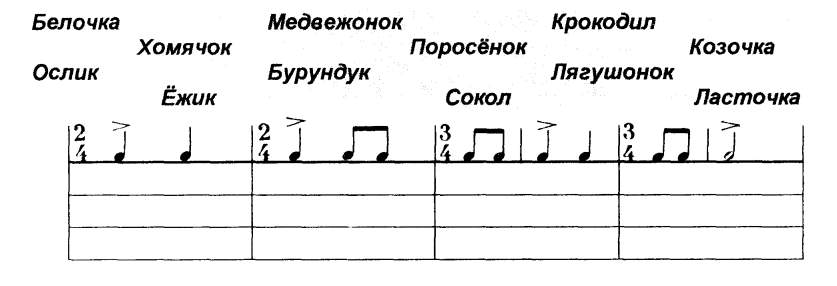 Белочка Медвежонок Крокодил
Хомячок Поросёнок Козочка
Ослик Бурундук Лягушонок
Ёжик Сокол Ласточка
2 2 3 3
4 4 4 4